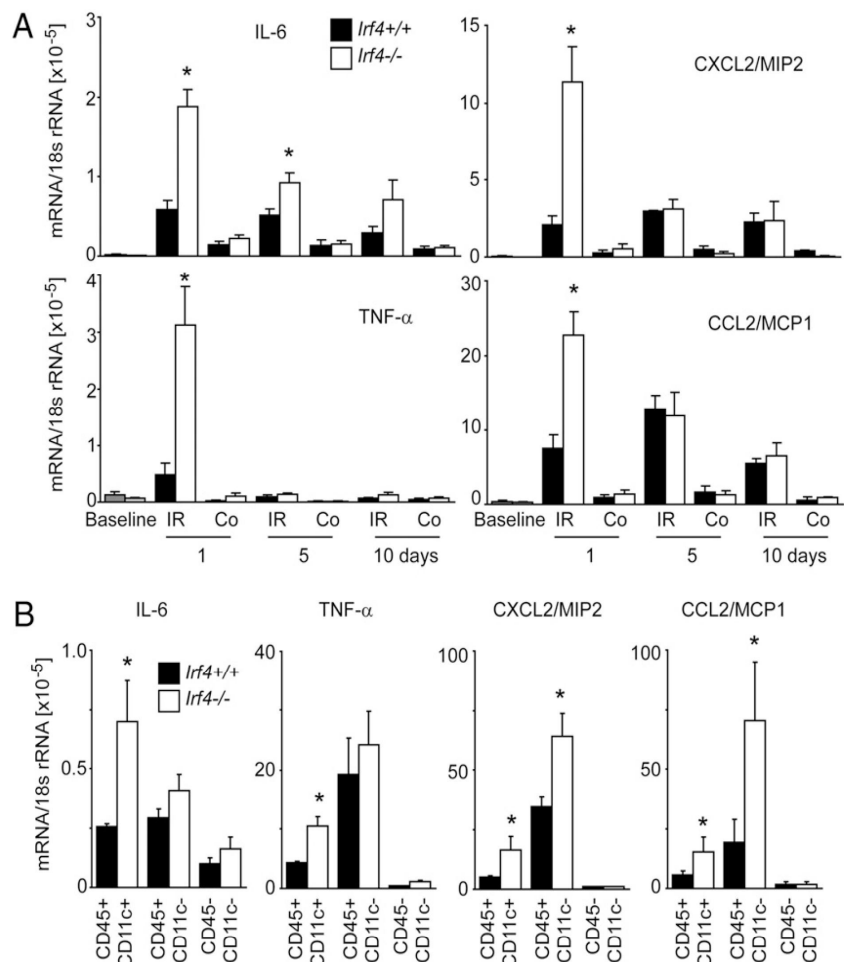 A
IL-6
Irf4+/+
Irf4-/-
CXCL2/MIP2
mRNA/18s rRNA [x10-5]
3
2
1
0
*
*
15
10
5
0
*
TNF-α
CCL2/MCP1
mRNA/18s rRNA [x10-5]
4
3
2
1
0
*
30
20
10
0
*
Baseline IR Co IR Co IR Co
1 5 10 days
Baseline IR Co IR Co IR Co
1 5 10 days
B
IL-6 TNF-α CXCL2/MIP2 CCL2/MCP1
Irf4+/+
Irf4-/-
mRNA/18s rRNA [x10-5]
1.0
0.5
0
*
40
20
0
*
100
50
0
*
*
100
50
0
*
*
CD45+
CD11c+
CD45+
CD11c-
CD45-
CD11c-
CD45+
CD11c+
CD45+
CD11c-
CD45-
CD11c-
CD45+
CD11c+
CD45+
CD11c-
CD45-
CD11c-
CD45+
CD11c+
CD45+
CD11c-
CD45-
CD11c-